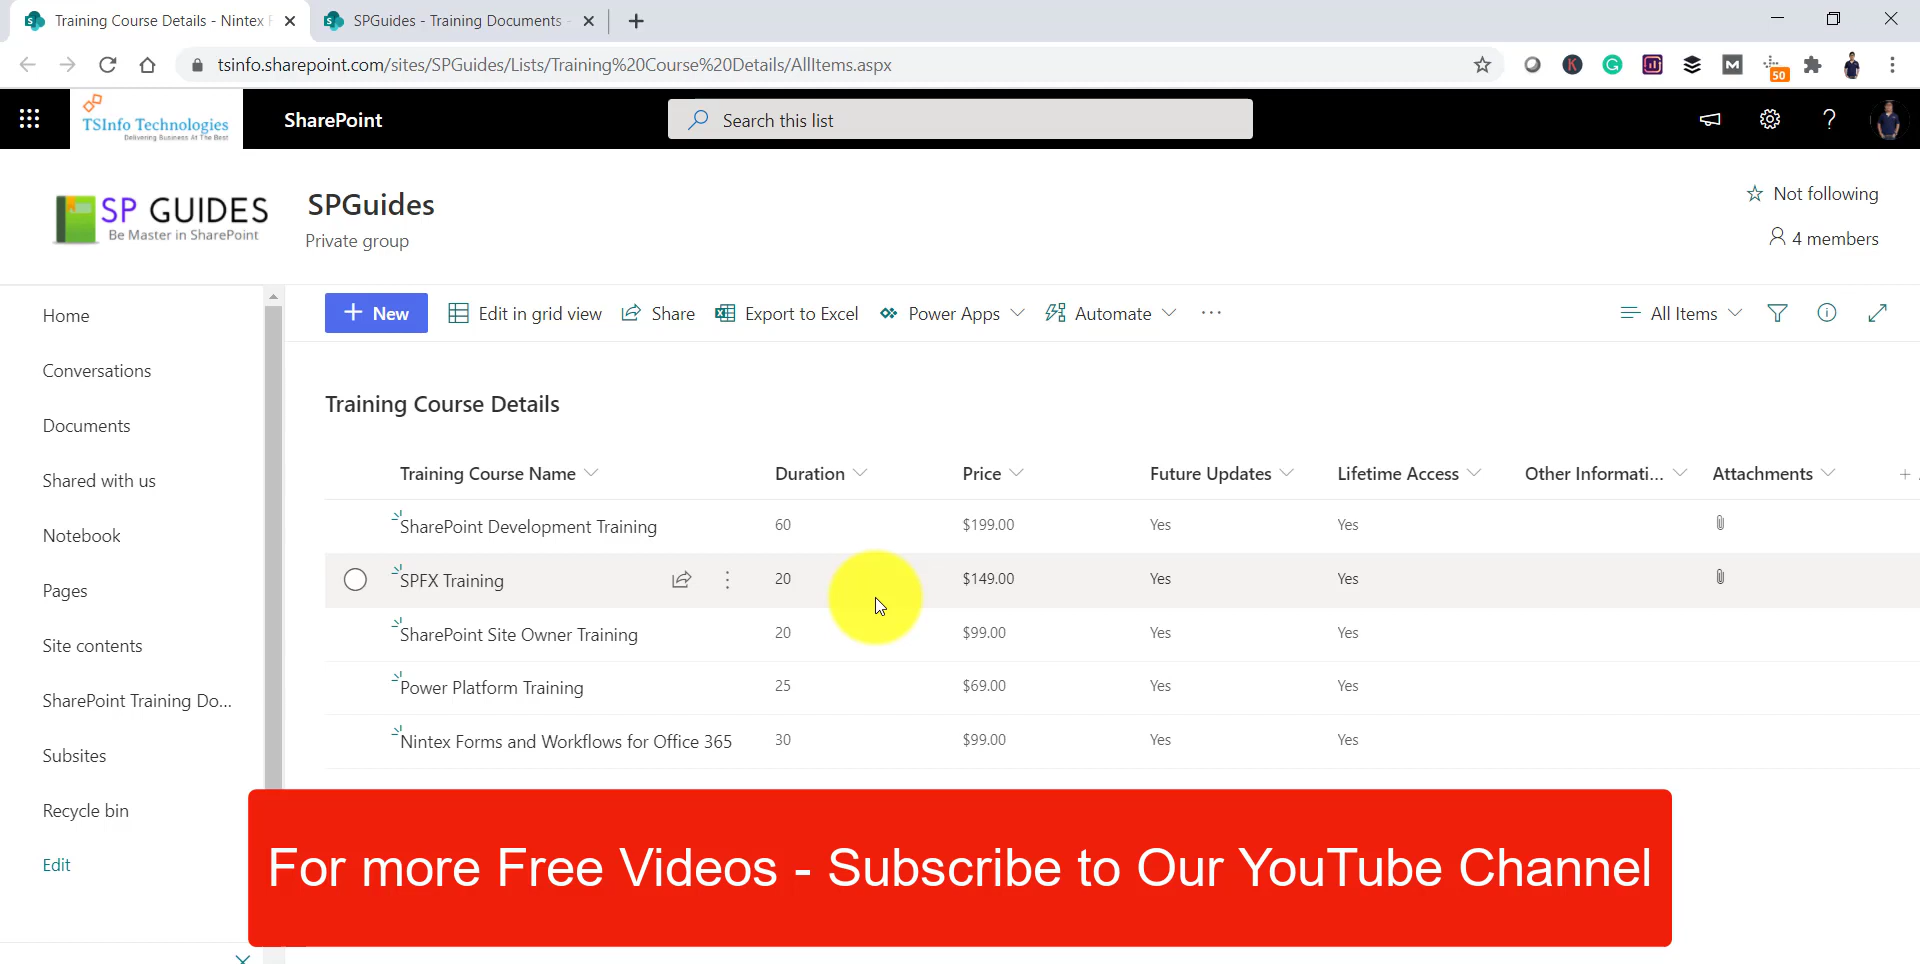 Training Course Details - Nintex F
SPGuides - Training Documents -
tsinfo.sharepoint.com/sites/SPGuides/Lists/Training%20Course%20Details/AllItems.aspx
50
TSInfo Technologies
Delivering Business At The Best
SharePoint
Search this list
SP GUIDES
Be Master in SharePoint
SPGuides
Private group
Not following
4 members
Home
Conversations
Documents
Shared with us
Notebook
Pages
Site contents
SharePoint Training Do...
Subsites
Recycle bin
Edit
New
Edit in grid view
Share
Export to Excel
Power Apps
Automate
All Items
Training Course Details
Training Course Name Duration Price Future Updates Lifetime Access Other Informati... Attachments
SharePoint Development Training 60 $199.00 Yes Yes
SPFX Training 20 $149.00 Yes Yes
SharePoint Site Owner Training 20 $99.00 Yes Yes
Power Platform Training 25 $69.00 Yes Yes
Nintex Forms and Workflows for Office 365 30 $99.00 Yes Yes
For more Free Videos - Subscribe to Our YouTube Channel